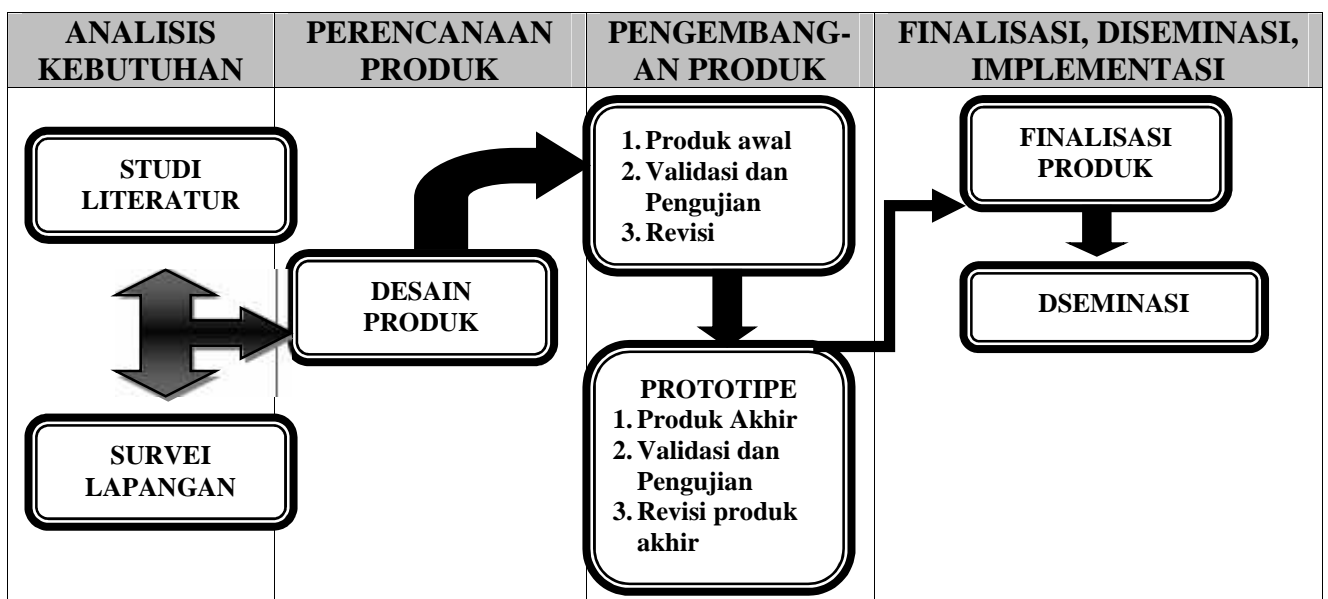 ANALISIS
KEBUTUHAN
PERENCANAAN
PRODUK
PENGEMBANG-
AN PRODUK
FINALISASI, DISEMINASI,
IMPLEMENTASI
STUDI
LITERATUR
SURVEI
LAPANGAN
DESAIN
PRODUK
1. Produk awal
2. Validasi dan
Pengujian
3. Revisi
PROTOTIPE
1. Produk Akhir
2. Validasi dan
Pengujian
3. Revisi produk
akhir
FINALISASI
PRODUK
DSEMINASI